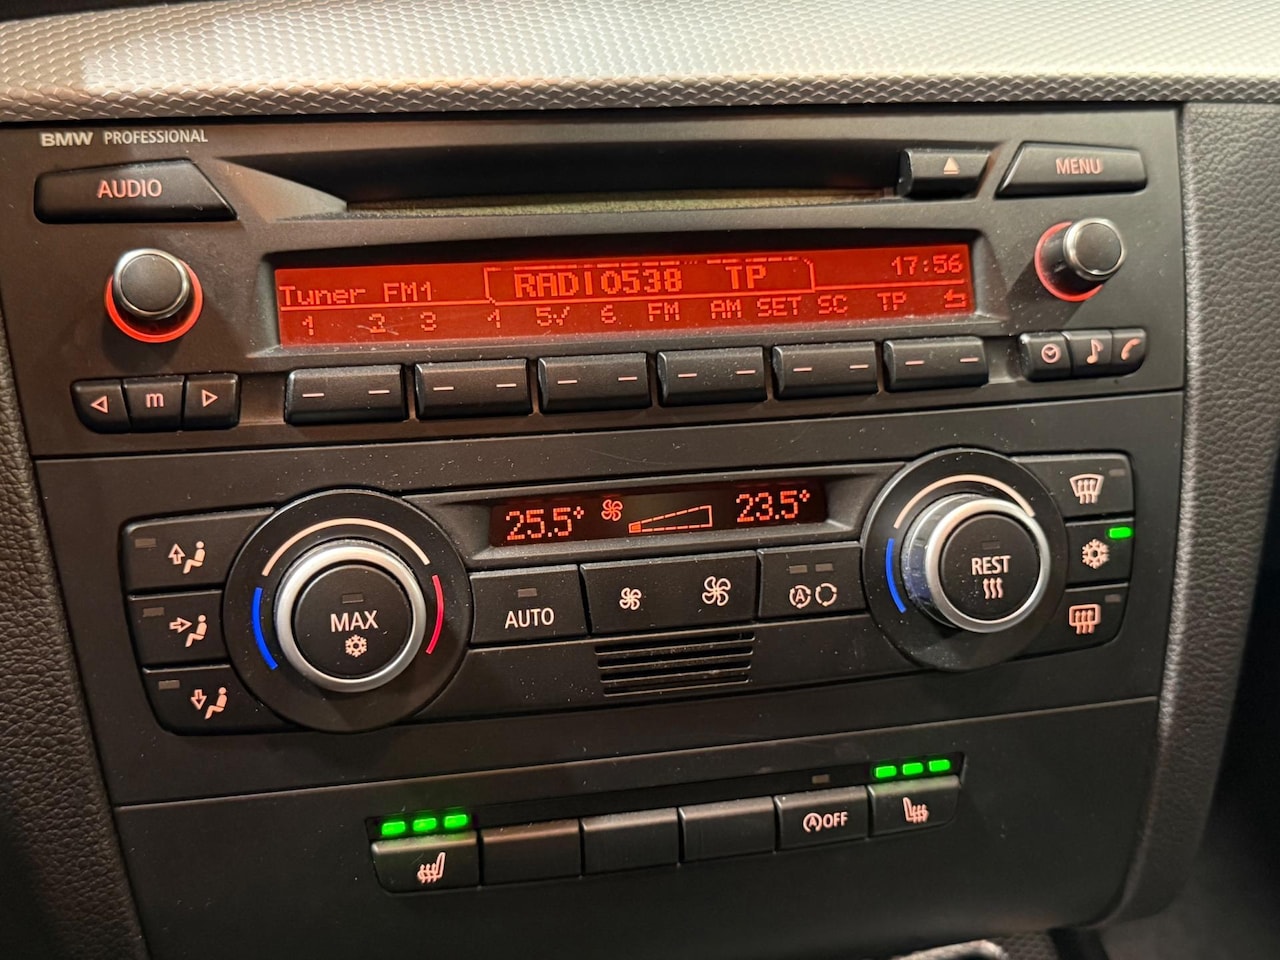 BMW PROFESSIONAL
AUDIO
MENU
RADIO538 TP
17:56
Tuner FM1
1 2 3 4 5√ 6 FM AM SET SC TP
m
25.5° 23.5°
MAX
AUTO
REST
A
A OFF